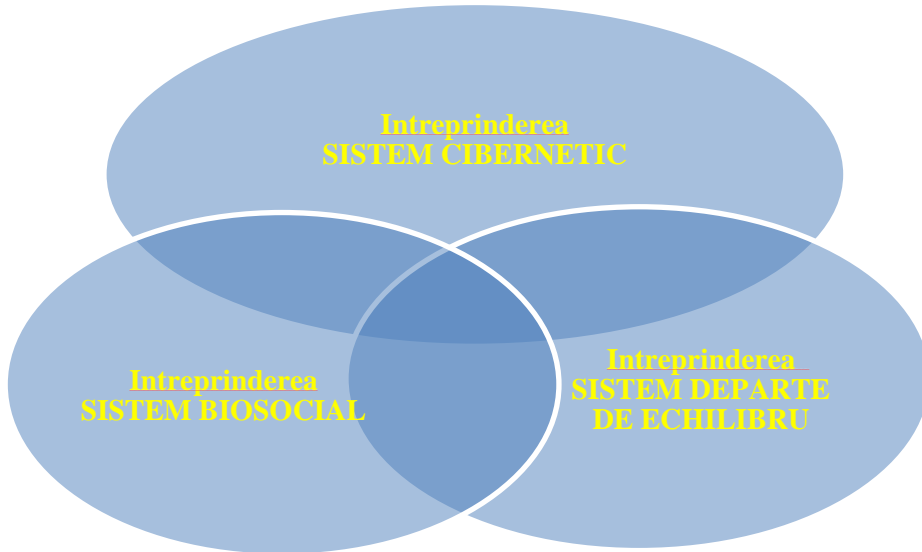 Intreprinderea
SISTEM CIBERNETIC
Intreprinderea
SISTEM BIOSOCIAL
Intreprinderea
SISTEM DEPARTE
DE ECHILIBRU